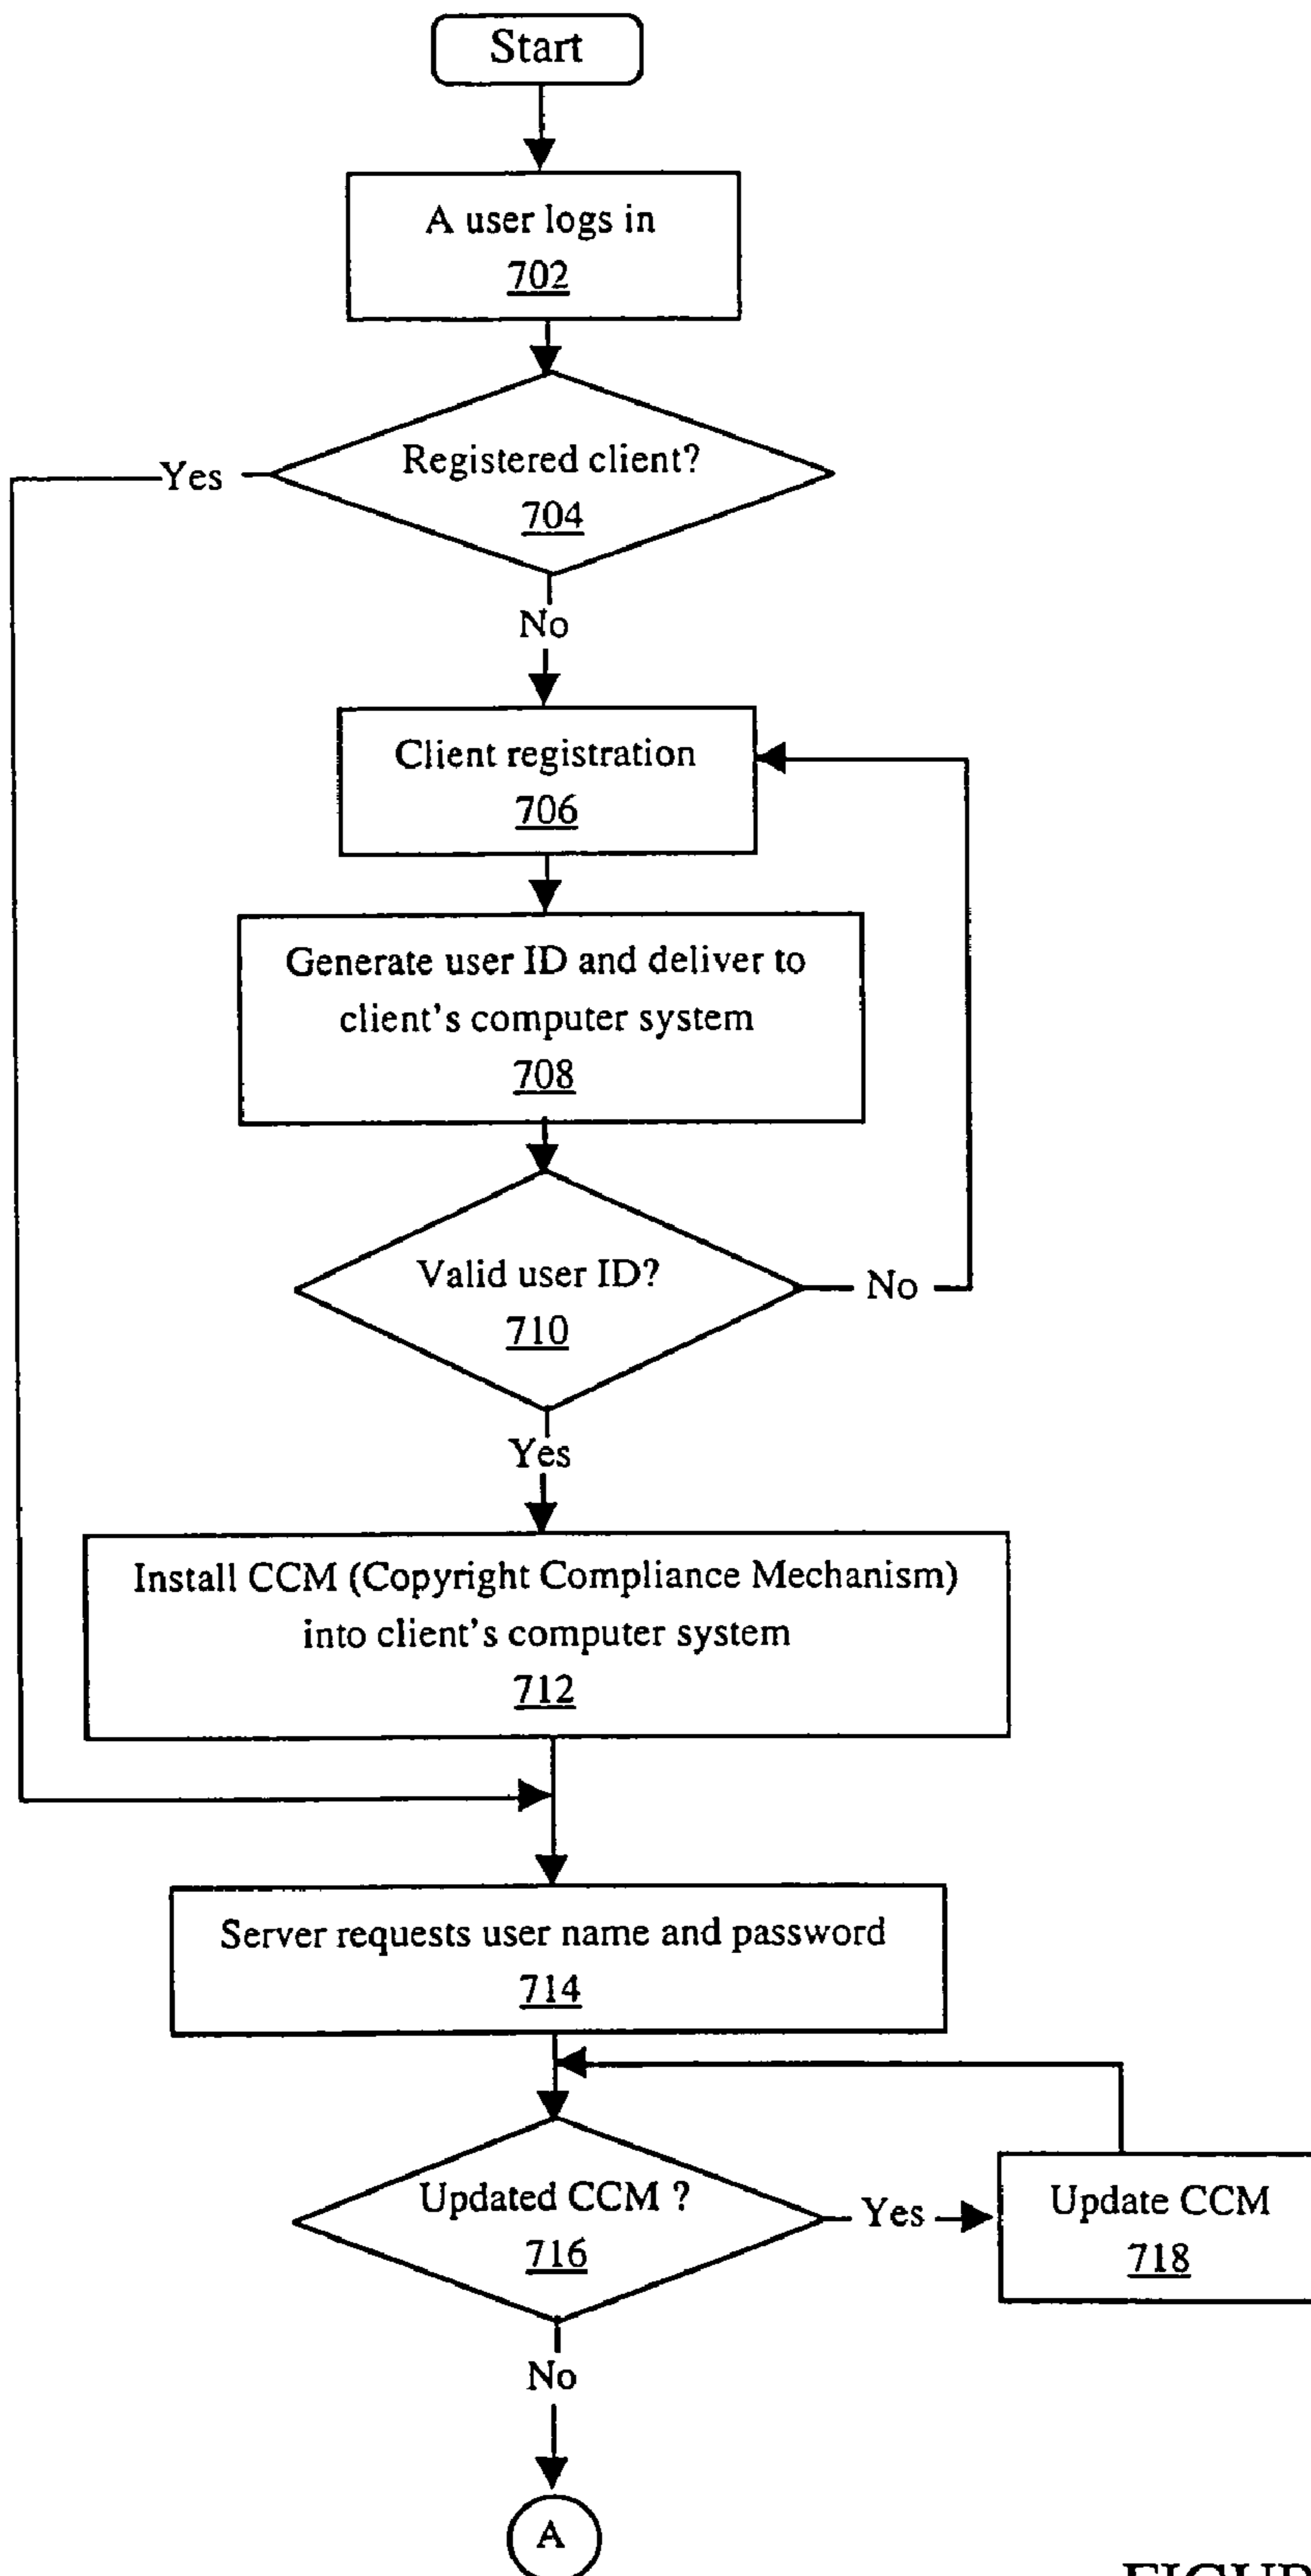 Start
A user logs in
702
Registered client?
704
Yes
No
Client registration
706
Generate user ID and deliver to
client's computer system
708
Valid user ID?
710
No
Yes
Install CCM (Copyright Compliance Mechanism)
into client's computer system
712
Server requests user name and password
714
Updated CCM ?
716
Yes
Update CCM
718
No
A